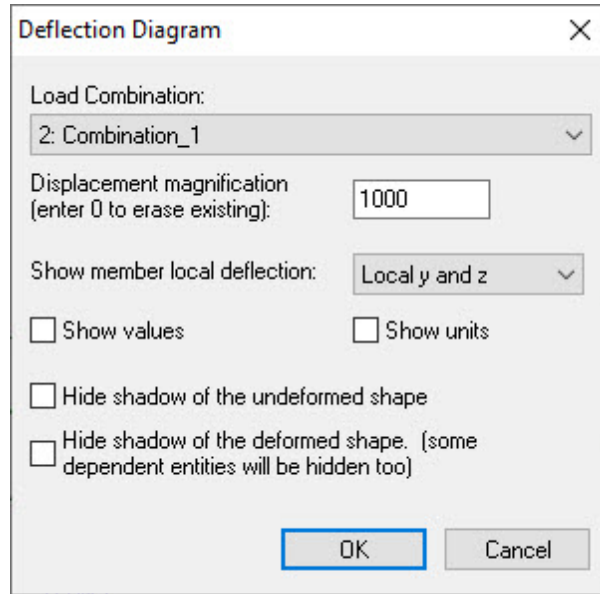 Deflection Diagram
Load Combination:
2: Combination_1
Displacement magnification
(enter 0 to erase existing):
1000
Show member local deflection:
Local y and z
Show values
Show units
Hide shadow of the undeformed shape
Hide shadow of the deformed shape.  (some
dependent entities will be hidden too)
OK
Cancel